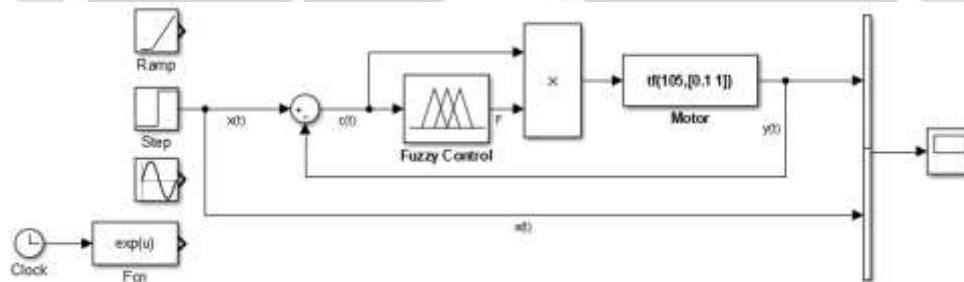 Ramp
Step
x(t)
+
-
e(t)
Fuzzy Control
F
×
tf(105,[0.1 1])
Motor
y(t)
x(t)
Clock
exp(u)
Fcn